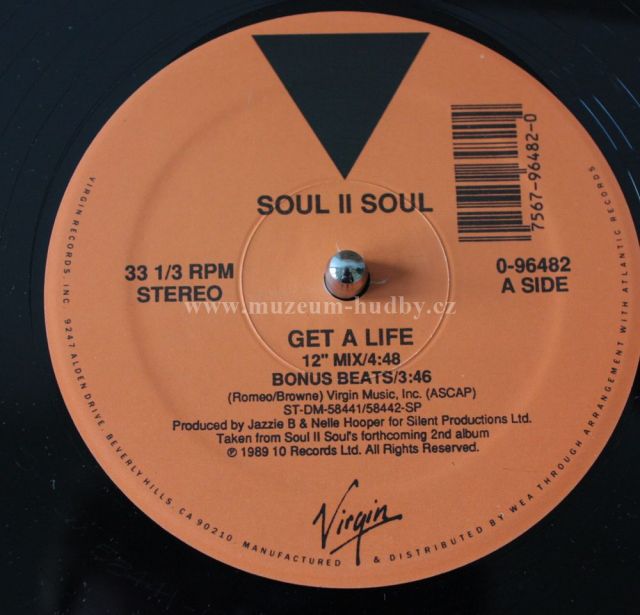 SOUL II SOUL
7567-96482-0
33 1/3 RPM
STEREO
0-96482
A SIDE
www.muzeum-hudby.cz
GET A LIFE
12" MIX/4:48
BONUS BEATS/3:46
(Romeo/Browne) Virgin Music, Inc. (ASCAP)
ST-DM-58441/58442-SP
Produced by Jazzie B & Nelle Hooper for Silent Productions Ltd.
Taken from Soul II Soul's forthcoming 2nd album
℗ 1989 10 Records Ltd. All Rights Reserved.
Virgin
VIRGIN RECORDS, INC. 9247 ALDEN DRIVE, BEVERLY HILLS, CA 90210. MANUFACTURED & DISTRIBUTED BY WEA THROUGH ARRANGEMENT WITH ATLANTIC RECORDS